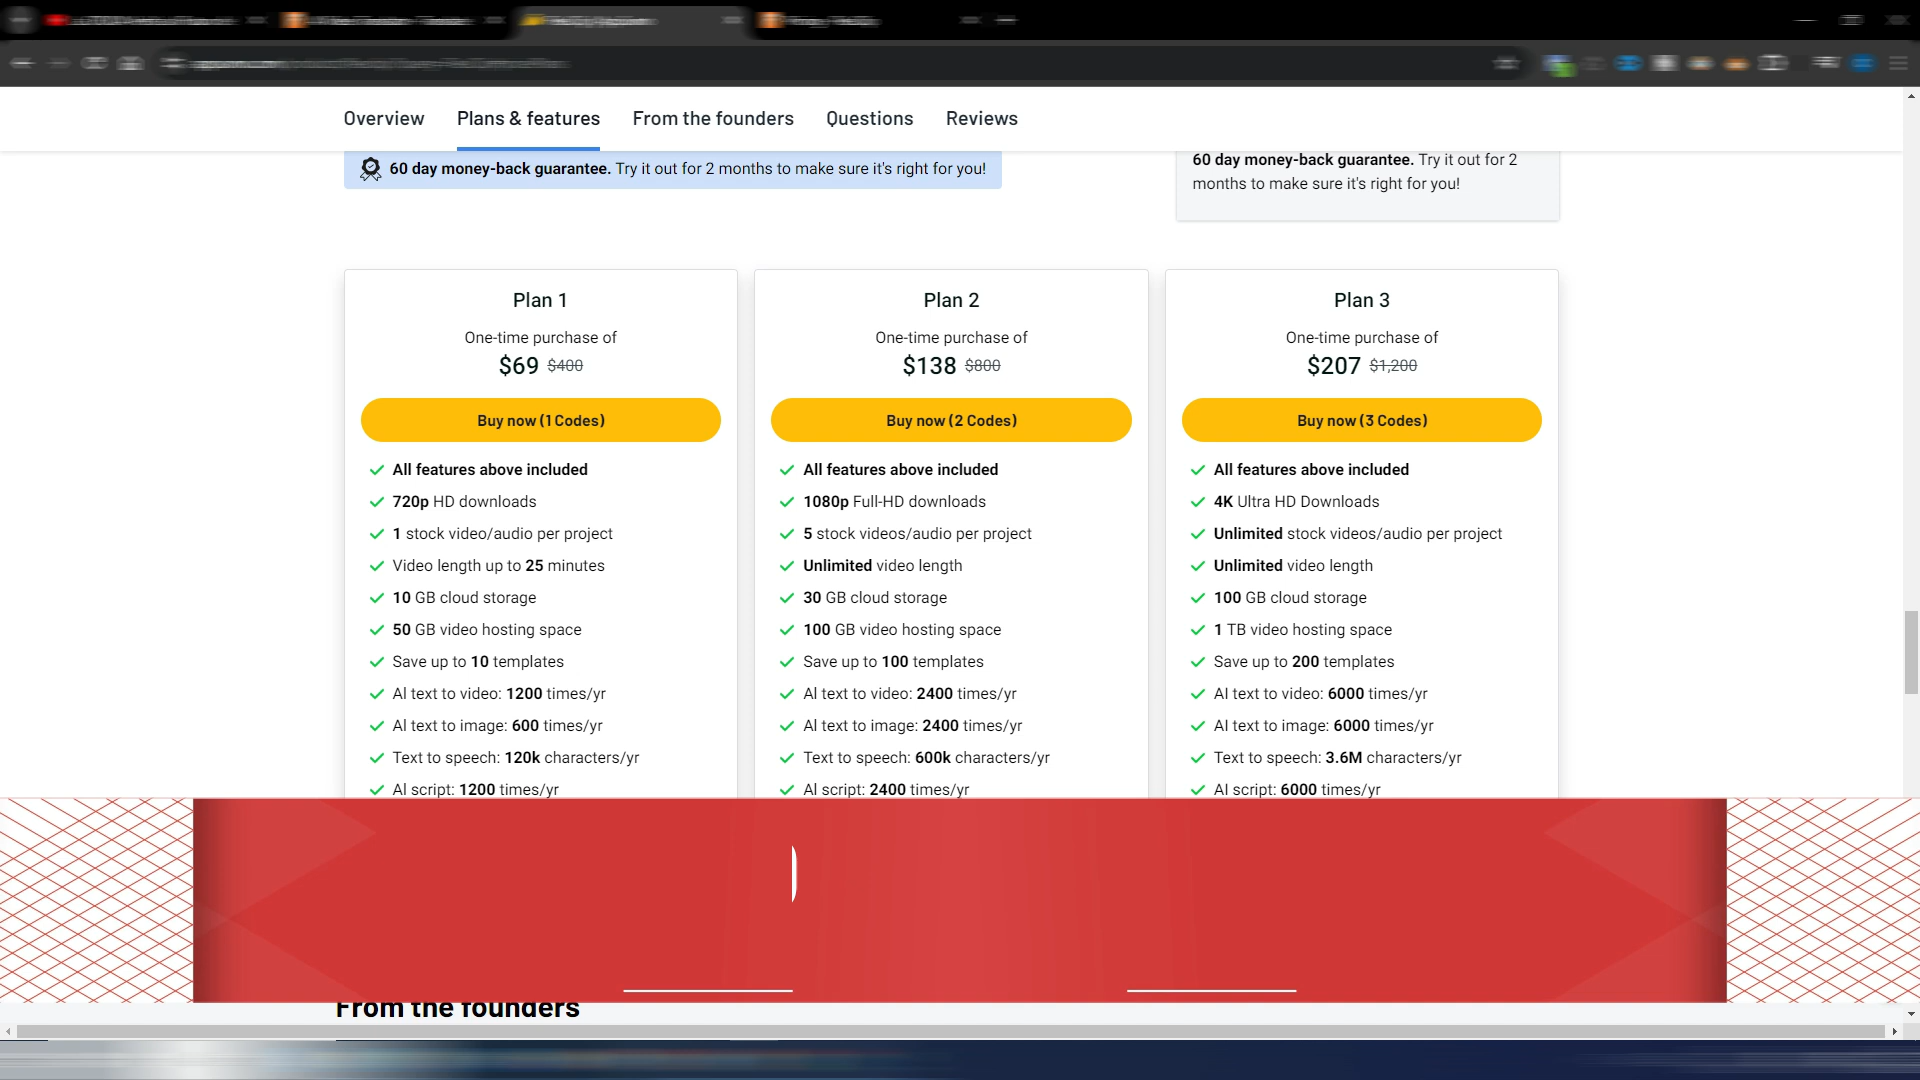 Overview Plans & features From the founders Questions Reviews
60 day money-back guarantee. Try it out for 2 months to make sure it's right for you!
60 day money-back guarantee. Try it out for 2
months to make sure it's right for you!
Plan 1
One-time purchase of
$69 $400
Buy now (1 Codes)
All features above included
720p HD downloads
1 stock video/audio per project
Video length up to 25 minutes
10 GB cloud storage
50 GB video hosting space
Save up to 10 templates
AI text to video: 1200 times/yr
AI text to image: 600 times/yr
Text to speech: 120k characters/yr
AI script: 1200 times/yr
Plan 2
One-time purchase of
$138 $800
Buy now (2 Codes)
All features above included
1080p Full-HD downloads
5 stock videos/audio per project
Unlimited video length
30 GB cloud storage
100 GB video hosting space
Save up to 100 templates
AI text to video: 2400 times/yr
AI text to image: 2400 times/yr
Text to speech: 600k characters/yr
AI script: 2400 times/yr
Plan 3
One-time purchase of
$207 $1,200
Buy now (3 Codes)
All features above included
4K Ultra HD Downloads
Unlimited stock videos/audio per project
Unlimited video length
100 GB cloud storage
1 TB video hosting space
Save up to 200 templates
AI text to video: 6000 times/yr
AI text to image: 6000 times/yr
Text to speech: 3.6M characters/yr
AI script: 6000 times/yr
From the founders